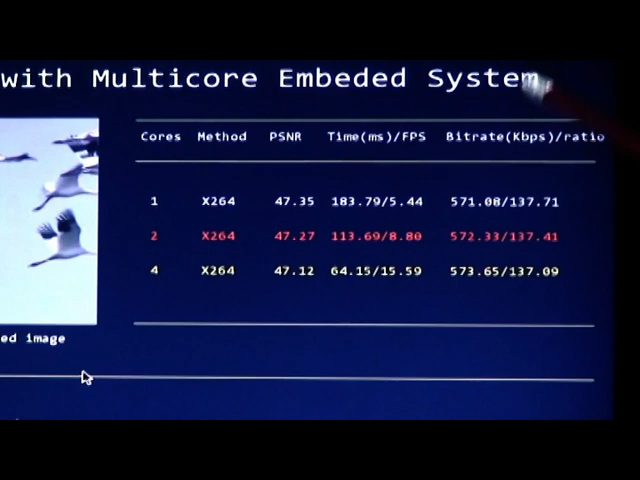 with Multicore Embeded System
Cores Method PSNR Time(ms)/FPS Bitrate(Kbps)/ratio
1 X264 47.35 183.79/5.44 571.08/137.71
2 X264 47.27 113.69/8.80 572.33/137.41
4 X264 47.12 64.15/15.59 573.65/137.09
ed image